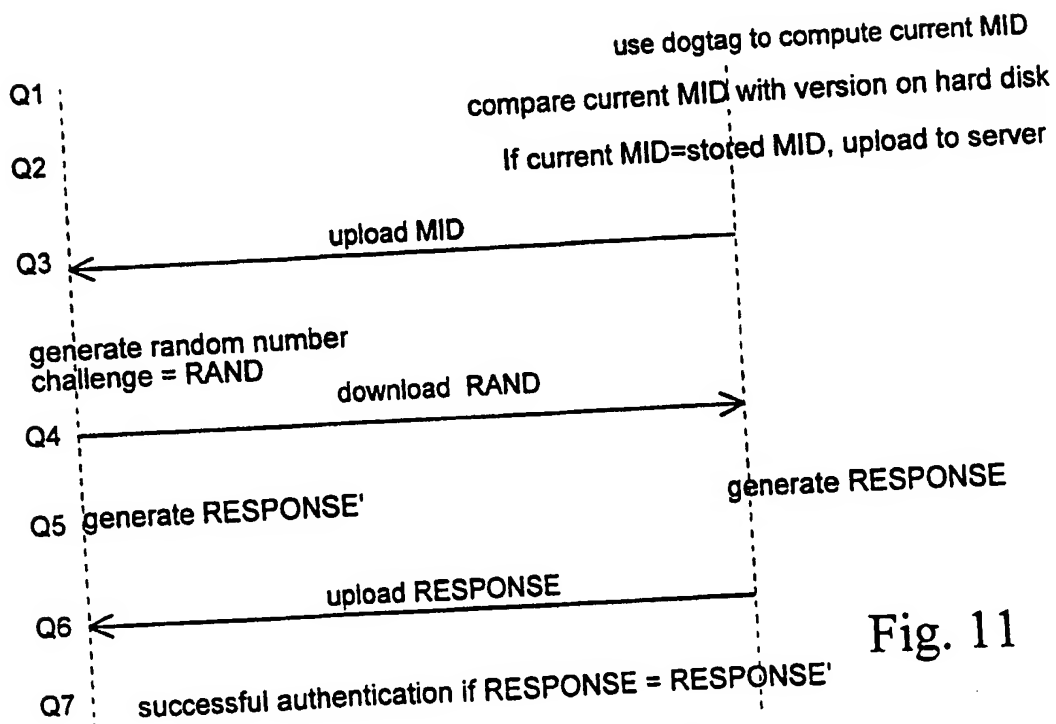 use dogtag to compute current MID
Q1
compare current MID with version on hard disk
Q2
If current MID=stored MID, upload to server
upload MID
Q3
generate random number
challenge = RAND
download RAND
Q4
generate RESPONSE
Q5
generate RESPONSE'
upload RESPONSE
Q6
Fig. 11
Q7
successful authentication if RESPONSE = RESPONSE'